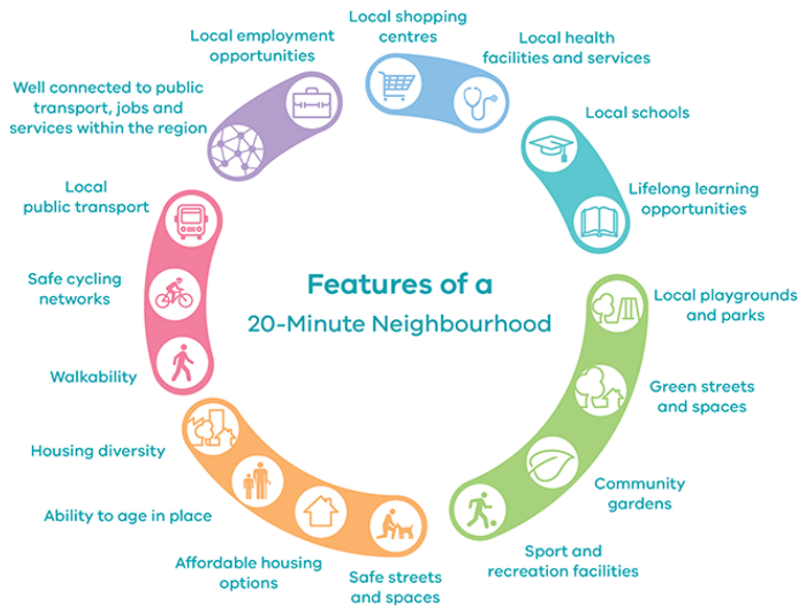 Features of a
20-Minute Neighbourhood
Local shopping
centres
Local health
facilities and services
Local schools
Lifelong learning
opportunities
Local playgrounds
and parks
Green streets
and spaces
Community
gardens
Sport and
recreation facilities
Safe streets
and spaces
Affordable housing
options
Ability to age in place
Housing diversity
Walkability
Safe cycling
networks
Local
public transport
Well connected to public
transport, jobs and
services within the region
Local employment
opportunities